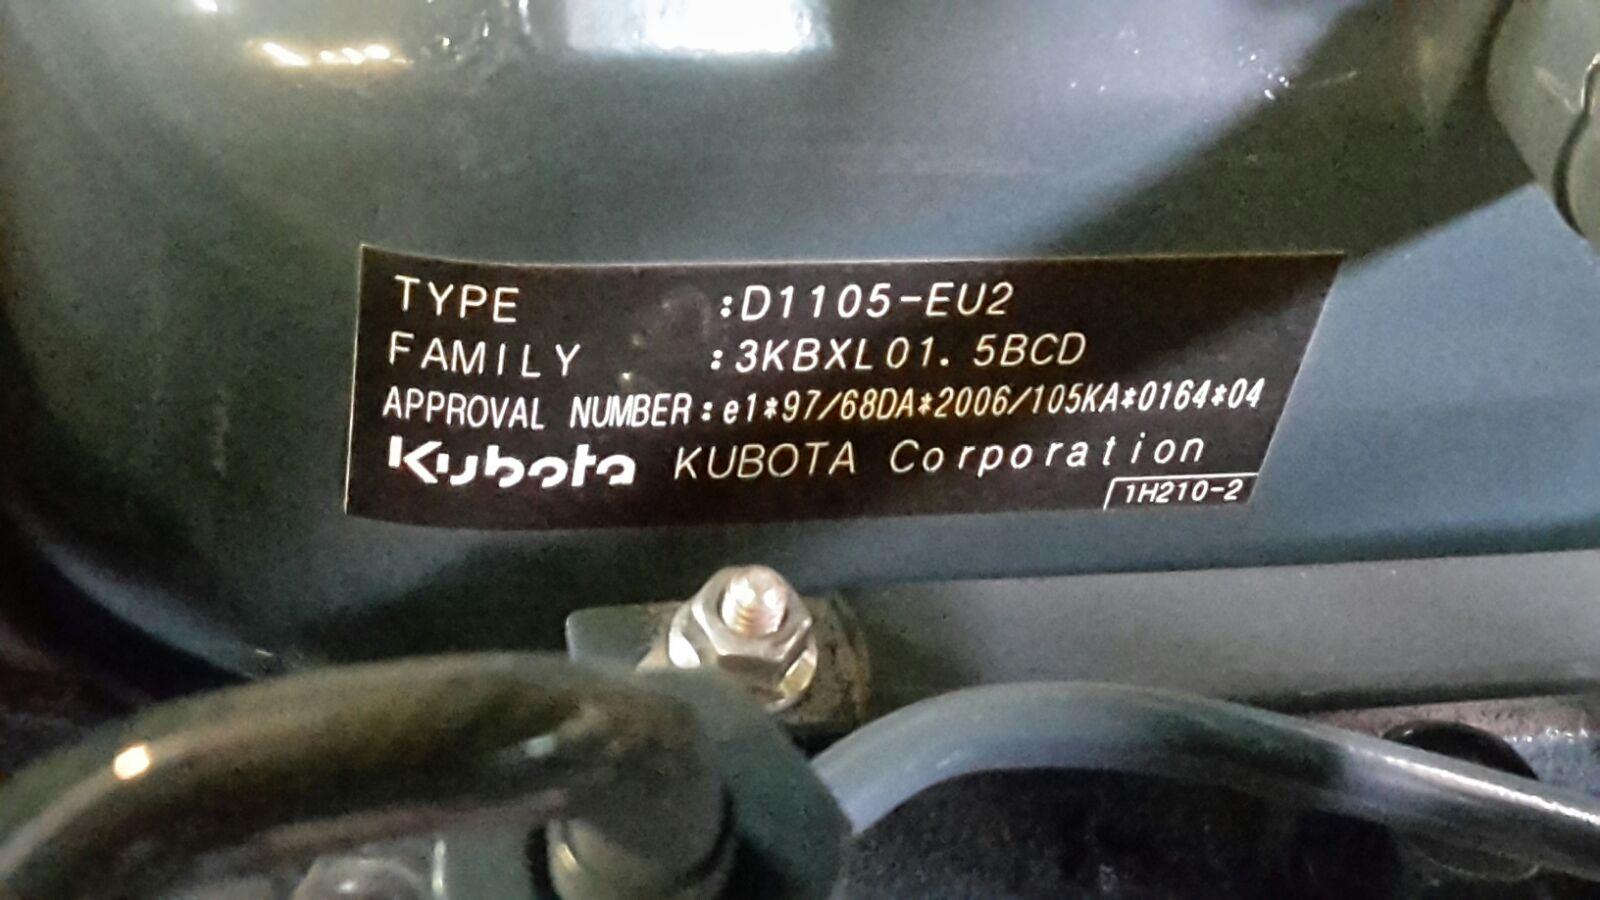 TYPE :D1105-EU2
FAMILY :3KBXL01.5BCD
APPROVAL NUMBER:e1*97/68DA*2006/105KA*0164*04
Kubota KUBOTA Corporation
1H210-2